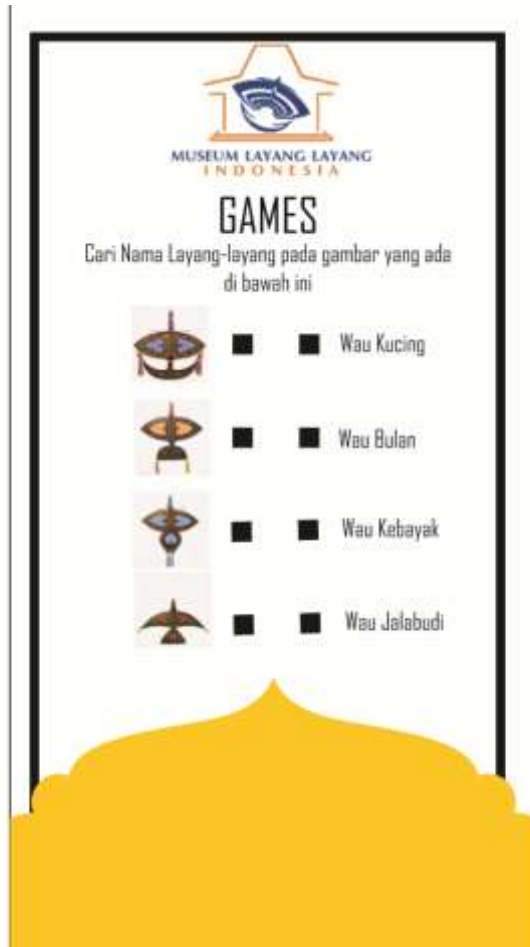 MUSEUM LAYANG LAYANG
INDONESIA
GAMES
Cari Nama Layang-layang pada gambar yang ada
di bawah ini
Wau Kucing
Wau Bulan
Wau Kebayak
Wau Jalabudi